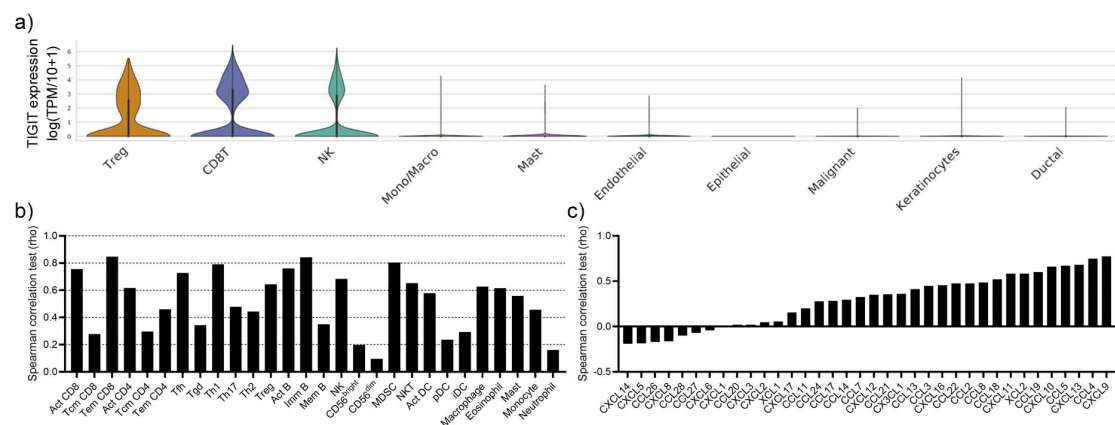 a)
TIGIT expression
log(TPM/10+1)
6
5
4
3
2
1
0
Treg
CD8T
NK
Mono/Macro
Mast
Endothelial
Epithelial
Malignant
Keratinocytes
Ductal
b)
Spearman correlation test (rho)
1.0
0.8
0.6
0.4
0.2
0.0
Act CD8
Tcm CD8
Tem CD8
Act CD4
Tcm CD4
Tem CD4
Tfh
Tgd
Th1
Th17
Th2
Treg
Act B
Imm B
Mem B
NK
CD56bright
CD56dim
MDSC
NKT
Act DC
pDC
iDC
Macrophage
Eosinophil
Mast
Monocyte
Neutrophil
c)
Spearman correlation test (rho)
1.0
0.5
0.0
-0.5
CXCL14
CXCL5
CCL26
CXCL8
CCL28
CCL27
CXCL6
CXCL1
CCL20
CXCL3
CXCL2
XCL1
CXCL17
CCL11
CCL24
CCL17
CCL14
CCL7
CXCL12
CCL21
CX3CL1
CCL13
CCL3
CXCL16
CCL22
CCL2
CCL8
CCL18
CXCL11
XCL2
CCL19
CXCL10
CCL5
CXCL13
CCL4
CXCL9